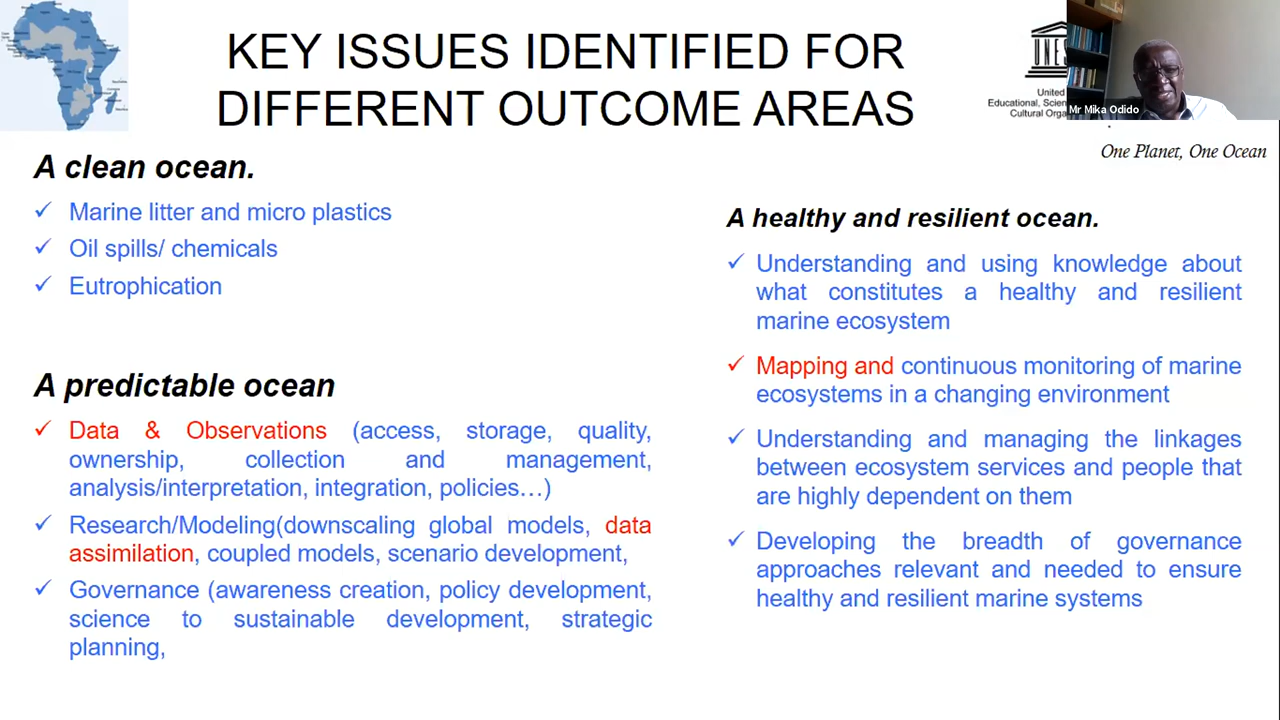 KEY ISSUES IDENTIFIED FOR
DIFFERENT OUTCOME AREAS
United
Educational, Scien
Cultural Orga
Mr Mika Odido
One Planet, One Ocean
A clean ocean.
✓ Marine litter and micro plastics
✓ Oil spills/ chemicals
✓ Eutrophication
A predictable ocean
✓ Data & Observations (access, storage, quality,
ownership, collection and management,
analysis/interpretation, integration, policies…)
✓ Research/Modeling(downscaling global models, data
assimilation, coupled models, scenario development,
✓ Governance (awareness creation, policy development,
science to sustainable development, strategic
planning,
A healthy and resilient ocean.
✓ Understanding and using knowledge about
what constitutes a healthy and resilient
marine ecosystem
✓ Mapping and continuous monitoring of marine
ecosystems in a changing environment
✓ Understanding and managing the linkages
between ecosystem services and people that
are highly dependent on them
✓ Developing the breadth of governance
approaches relevant and needed to ensure
healthy and resilient marine systems